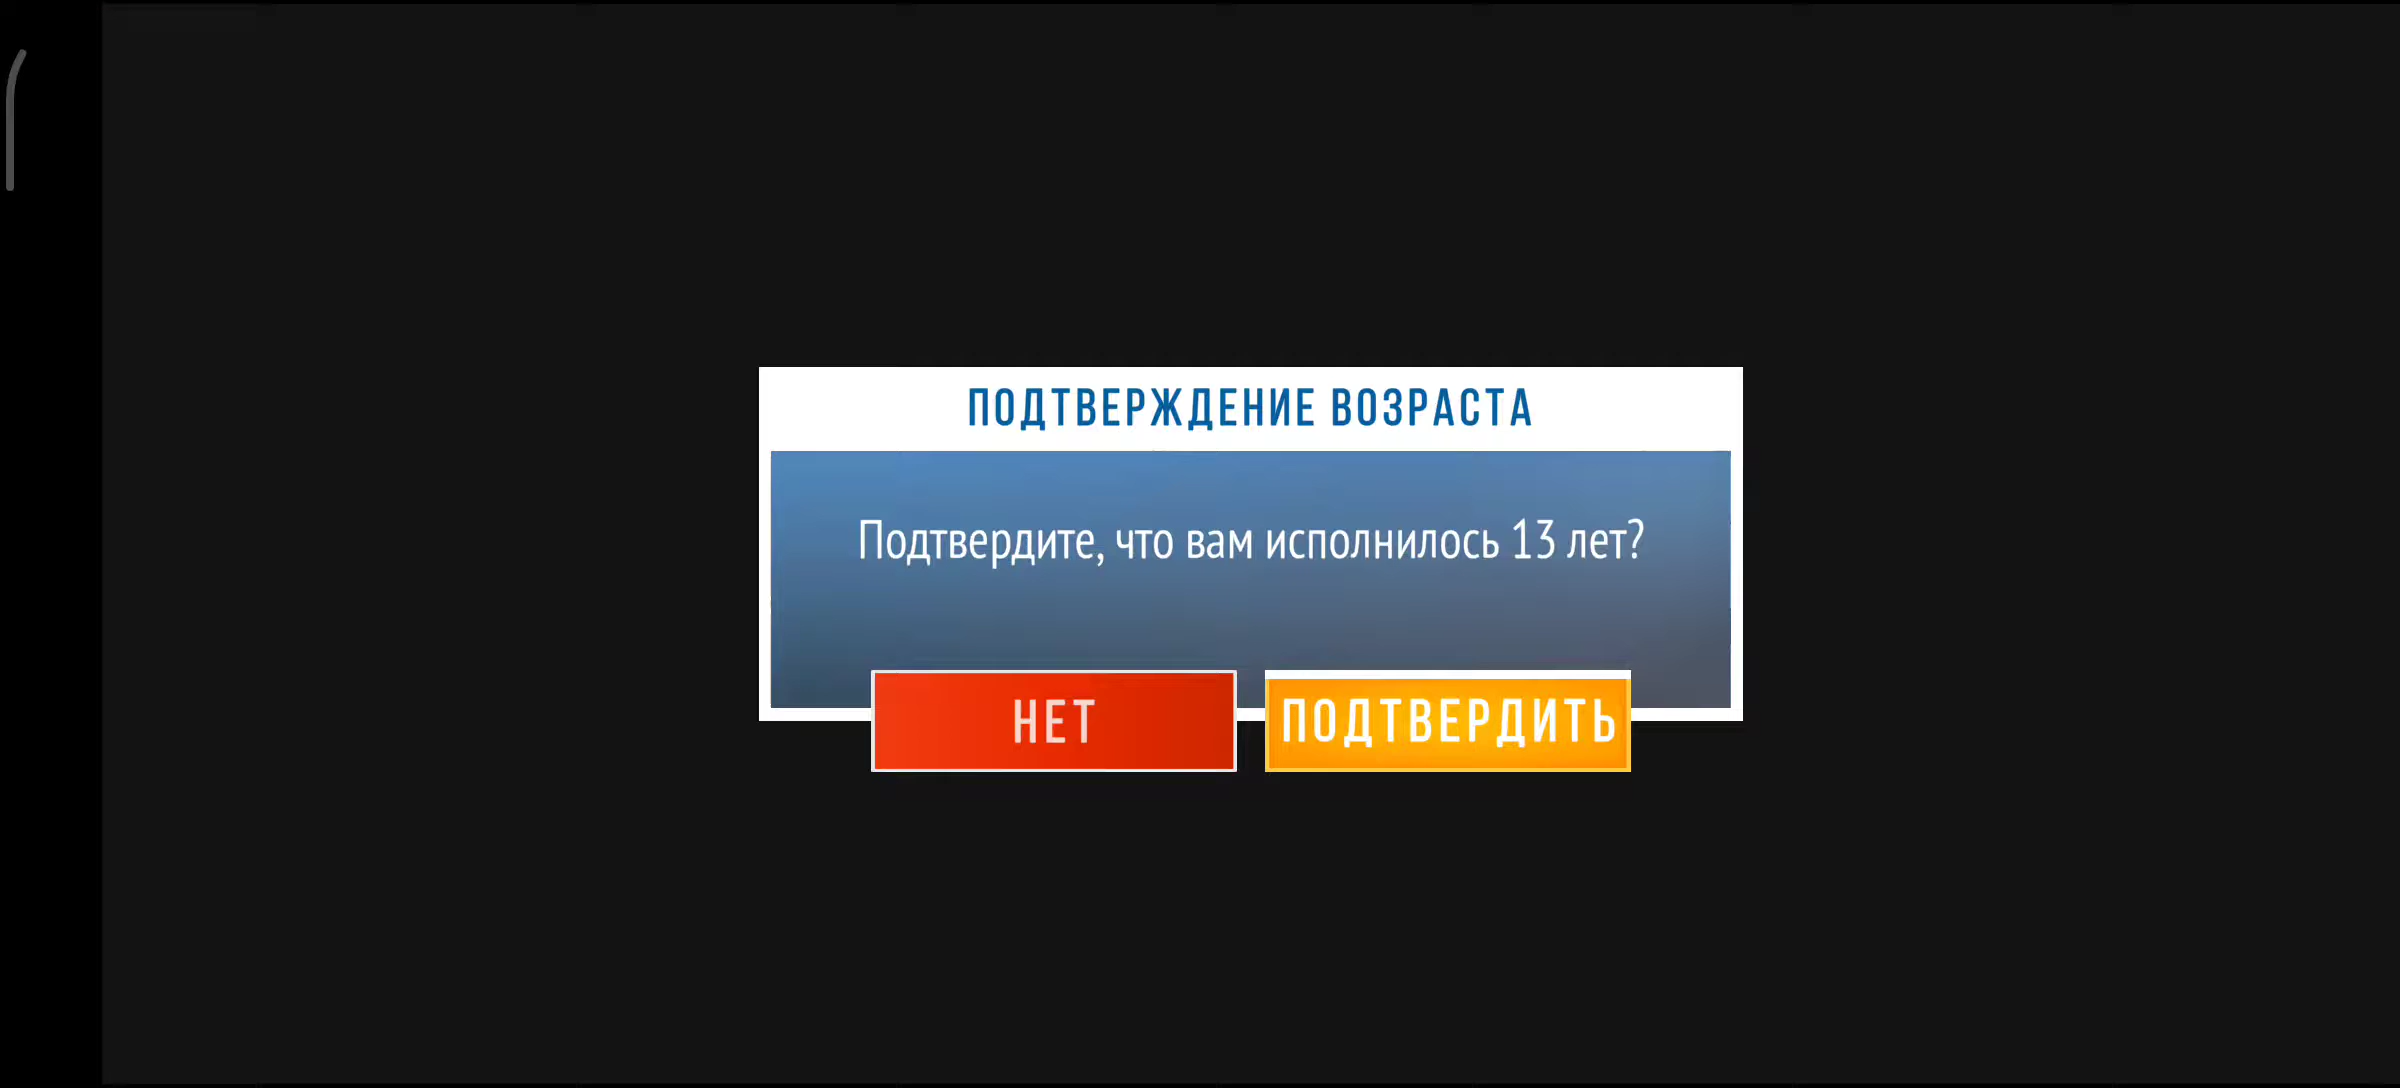 ПОДТВЕРЖДЕНИЕ ВОЗРАСТА
Подтвердите, что вам исполнилось 13 лет?
НЕТ
ПОДТВЕРДИТЬ